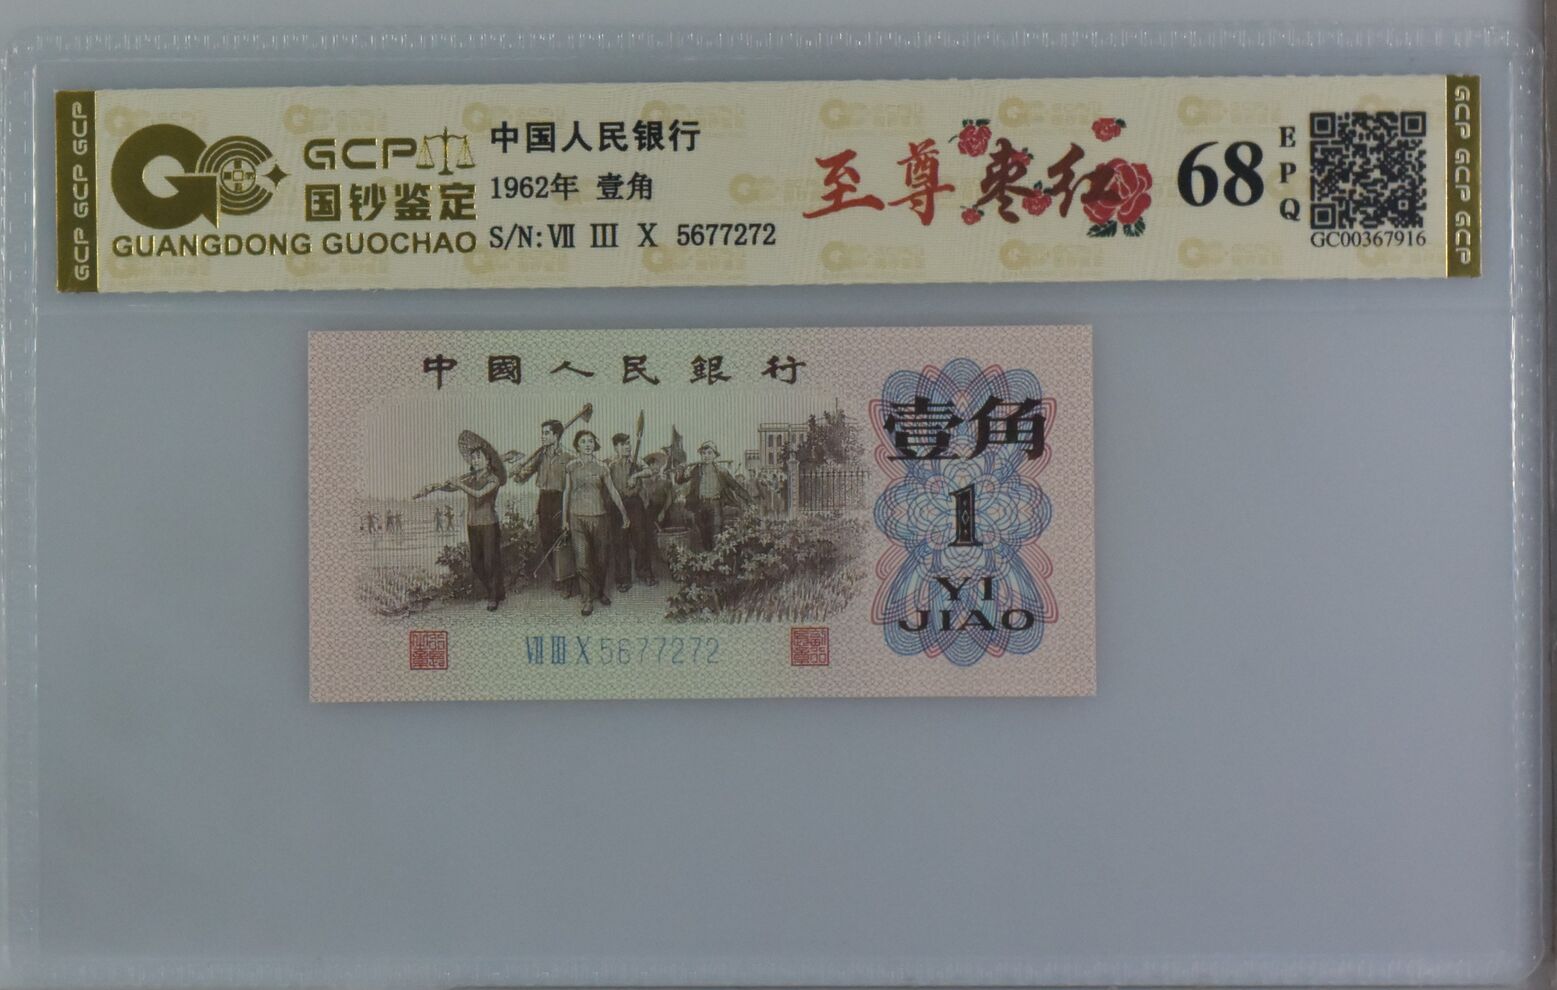 GCP GCP GCP
GCP
国钞鉴定
GUANGDONG GUOCHAO
中国人民银行
1962年 壹角
S/N: Ⅶ Ⅲ Ⅹ 5677272
至尊枣红
68
EPQ
GC00367916
GCP GCP GCP
中國人民銀行
壹角
1
YI
JIAO
Ⅶ Ⅲ Ⅹ 5677272